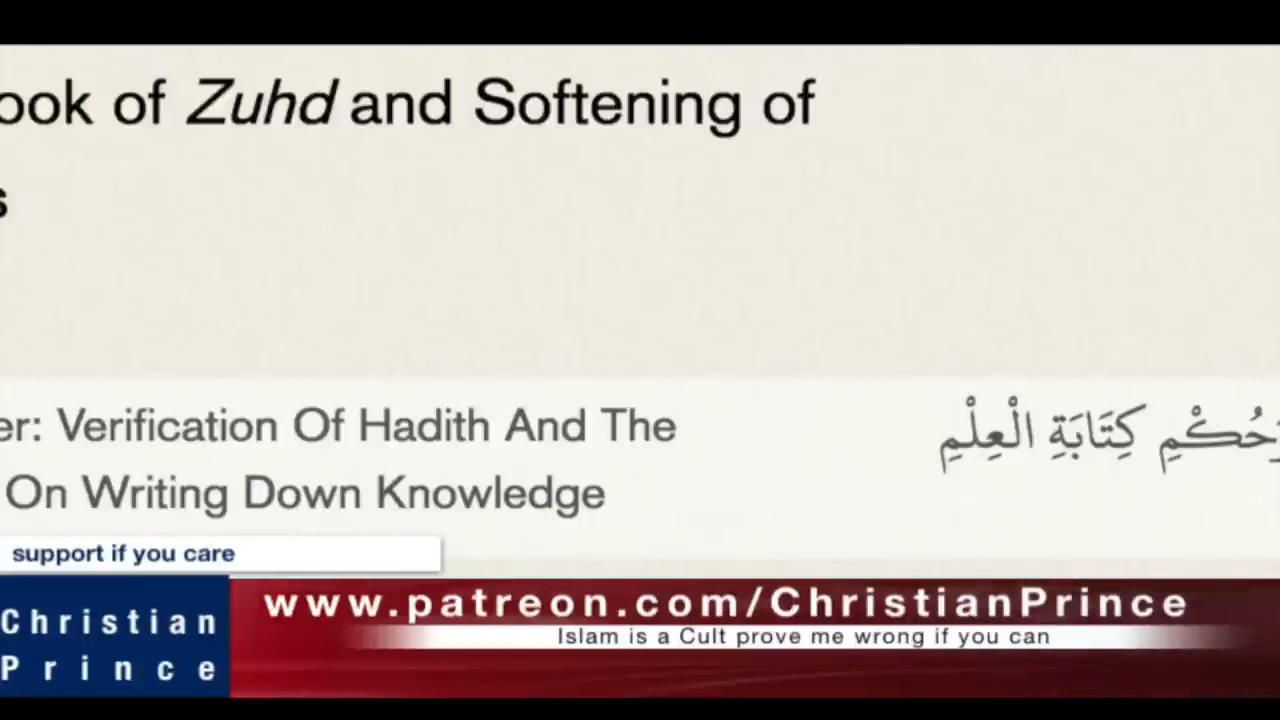 ook of Zuhd and Softening of
s
er: Verification Of Hadith And The
وَحُكْمِ كِتَابَةِ الْعِلْمِ
On Writing Down Knowledge
support if you care
www.patreon.com/ChristianPrince
Islam is a Cult prove me wrong if you can
Christian
Prince